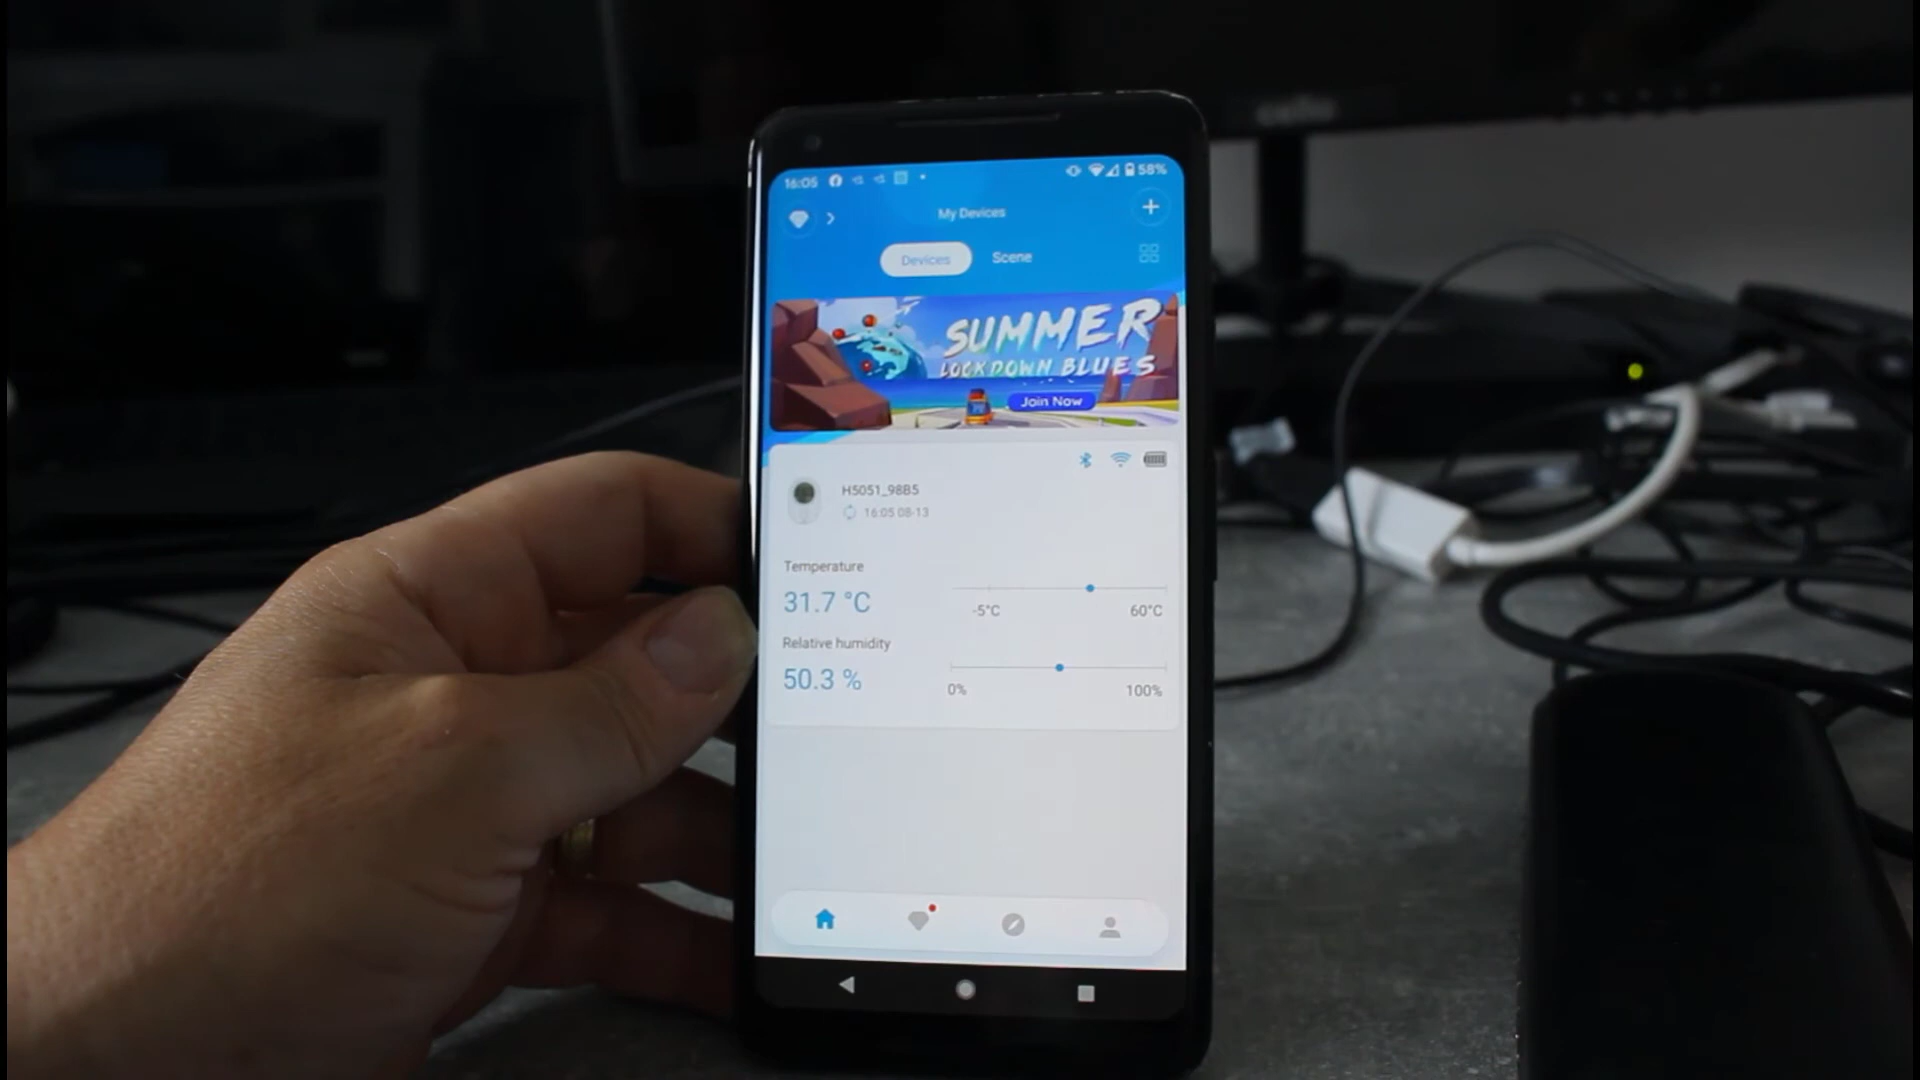 16:05
58%
My Devices
Devices
Scene
SUMMER
LOCKDOWN BLUES
Join Now
H5051_98B5
16:05 08-13
Temperature
31.7 °C
-5°C
60°C
Relative humidity
50.3 %
0%
100%